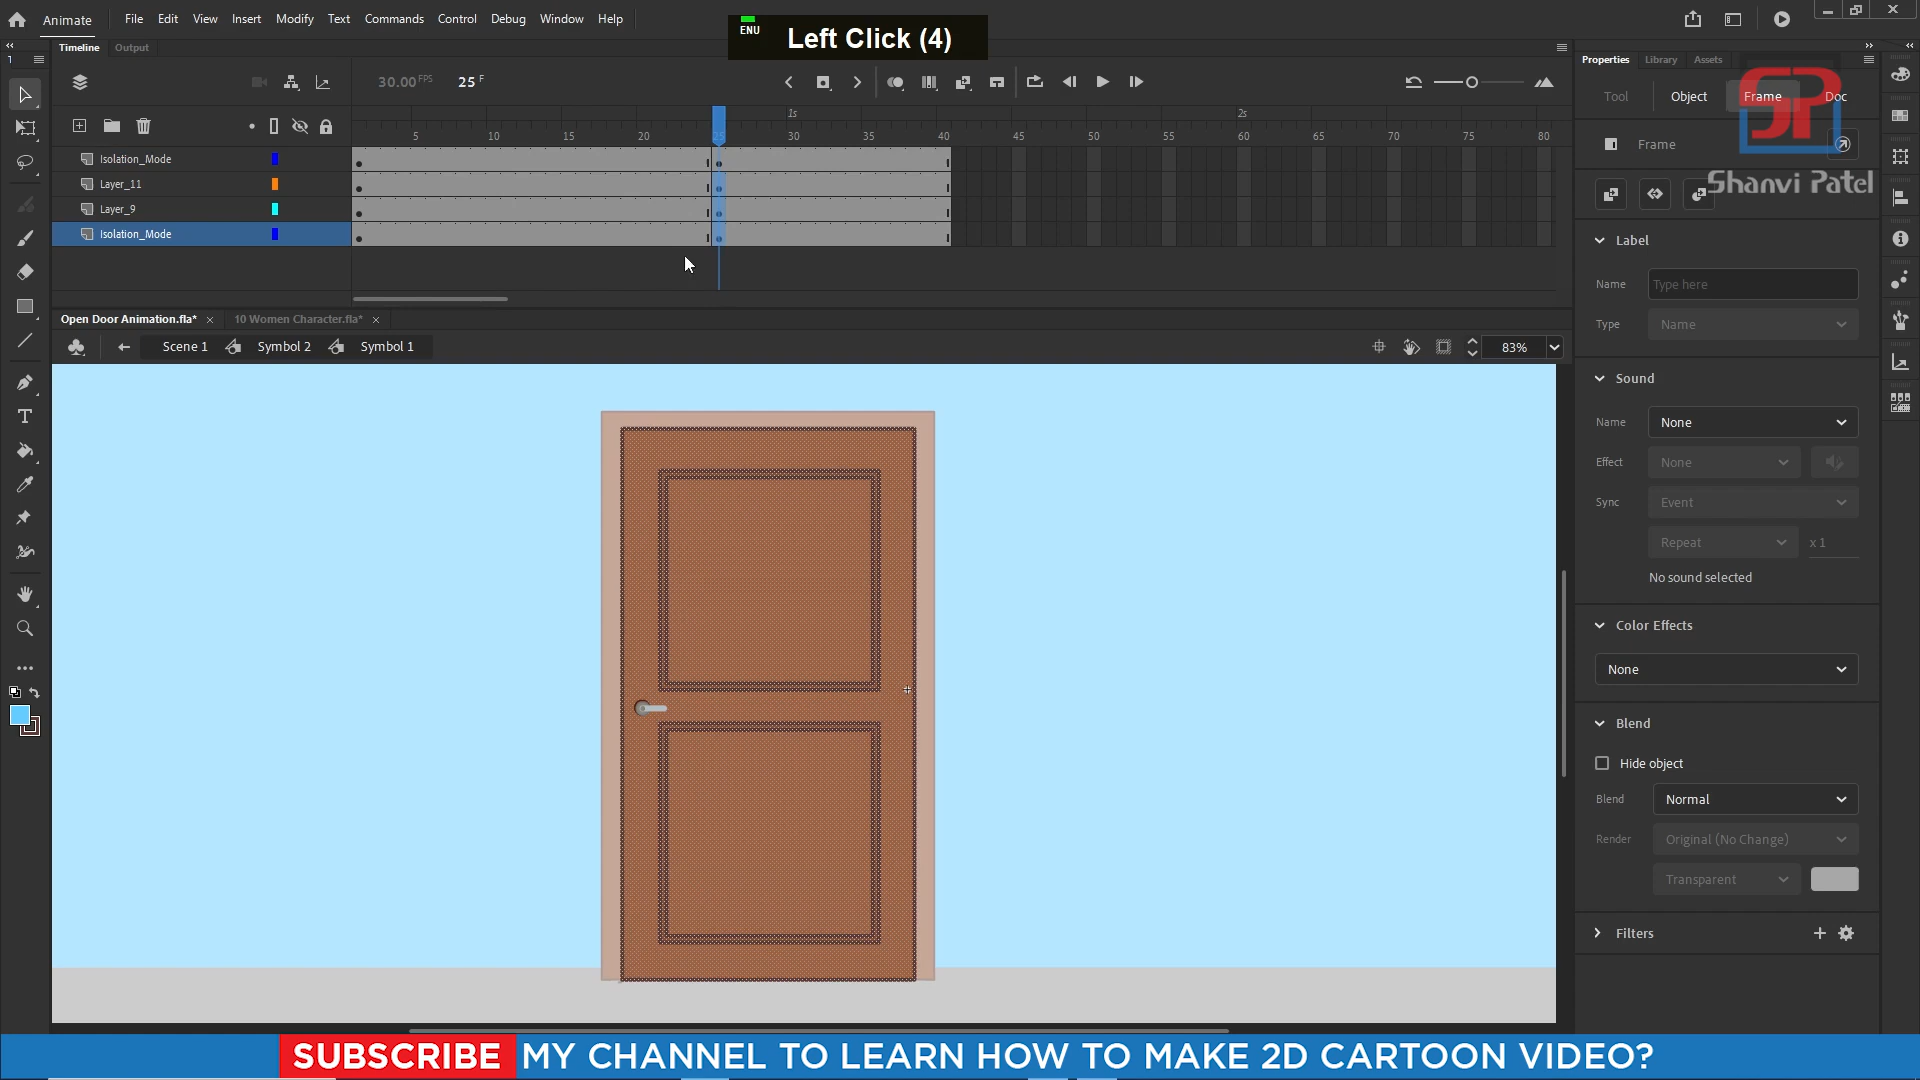 Animate File Edit View Insert Modify Text Commands Control Debug Window Help
ENU Left Click (4)
Timeline Output
Properties Library Assets
30.00 FPS 25 F
Tool Object Frame Doc
SP
Shanvi Patel
1s 2s
5 10 15 20 25 30 35 40 45 50 55 60 65 70 75 80
Isolation_Mode
Layer_11
Layer_9
Isolation_Mode
Frame
Label
Name Type here
Type Name
Open Door Animation.fla* × 10 Women Character.fla* ×
Scene 1 Symbol 2 Symbol 1 83%
Sound
Name None
Effect None
Sync Event
Repeat x 1
No sound selected
Color Effects
None
Blend
Hide object
Blend Normal
Render Original (No Change)
Transparent
Filters
SUBSCRIBE MY CHANNEL TO LEARN HOW TO MAKE 2D CARTOON VIDEO?